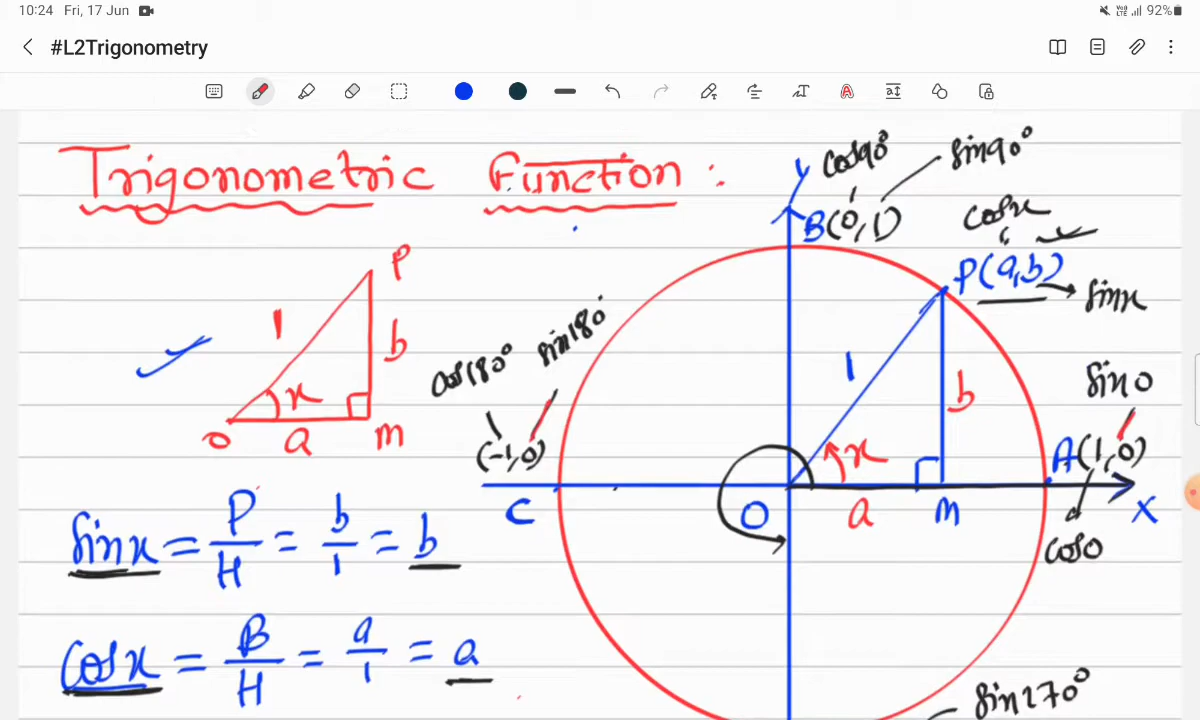 10:24 Fri, 17 Jun
92%
#L2Trigonometry
Trigonometric Function :
Y
cos90°
sin90°
B(0,1)
cosx
P(a,b)
sinx
P
1
b
x
O
a
M
cos180°
sin180°
(-1,0)
1
b
sin0
A(1,0)
x
C
O
a
M
X
cos0
sinx = P/H = b/1 = b
cosx = B/H = a/1 = a
sin270°